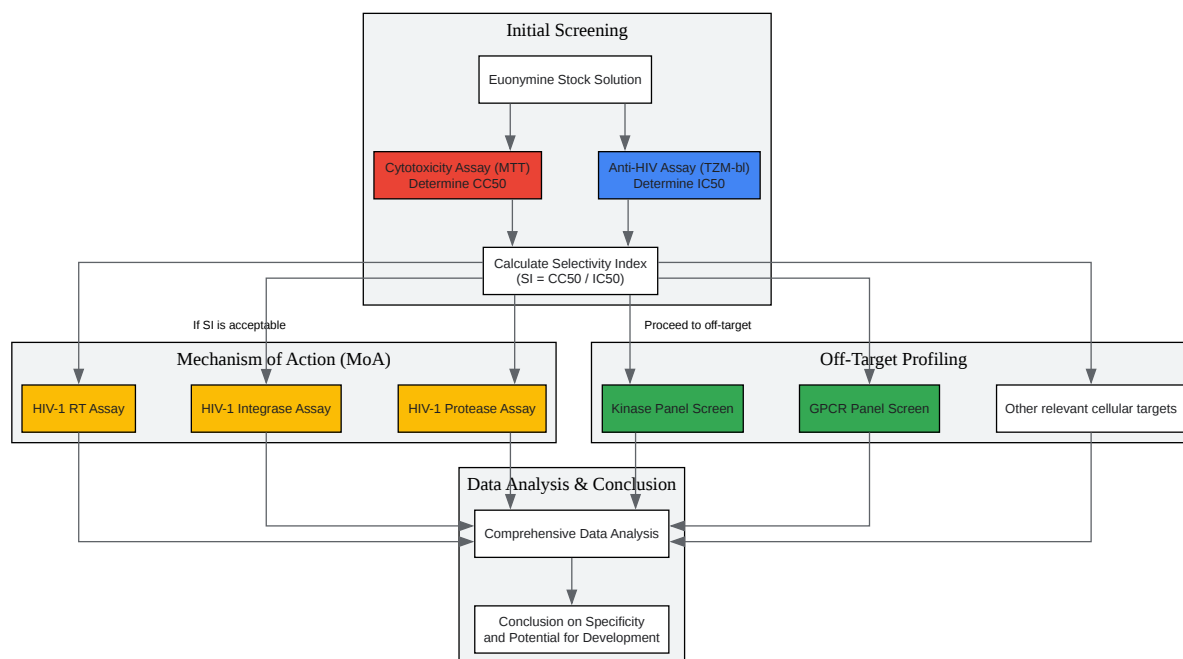 Initial Screening
Euonymine Stock Solution
Cytotoxicity Assay (MTT)
Determine CC50
Anti-HIV Assay (TZM-bl)
Determine IC50
Calculate Selectivity Index
(SI = CC50 / IC50)
If SI is acceptable
Proceed to off-target
Mechanism of Action (MoA)
HIV-1 RT Assay
HIV-1 Integrase Assay
HIV-1 Protease Assay
Off-Target Profiling
Kinase Panel Screen
GPCR Panel Screen
Other relevant cellular targets
Data Analysis & Conclusion
Comprehensive Data Analysis
Conclusion on Specificity
and Potential for Development